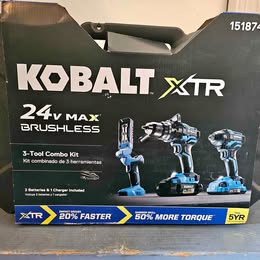 151874
KOBALT XTR
24V MAX*
BRUSHLESS
3-Tool Combo Kit
Kit combinado de 3 herramientas
2 Batteries & 1 Charger Included
XTR
20% FASTER
50% MORE TORQUE
5YR